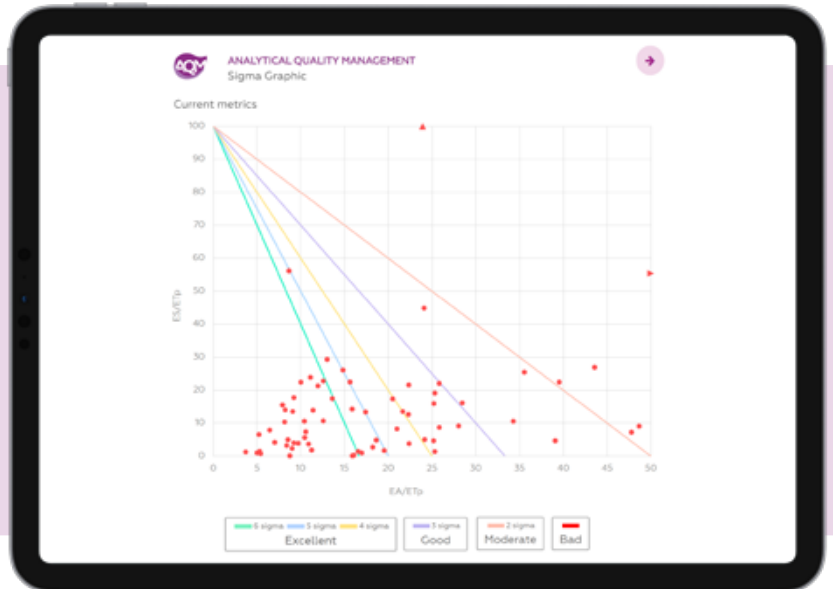 AQM
ANALYTICAL QUALITY MANAGEMENT
Sigma Graphic
Current metrics
100
90
80
70
60
50
40
30
20
10
0
ES/ETp
0 5 10 15 20 25 30 35 40 45 50
EA/ETp
6 sigma 5 sigma 4 sigma
Excellent
3 sigma
Good
2 sigma
Moderate
Bad